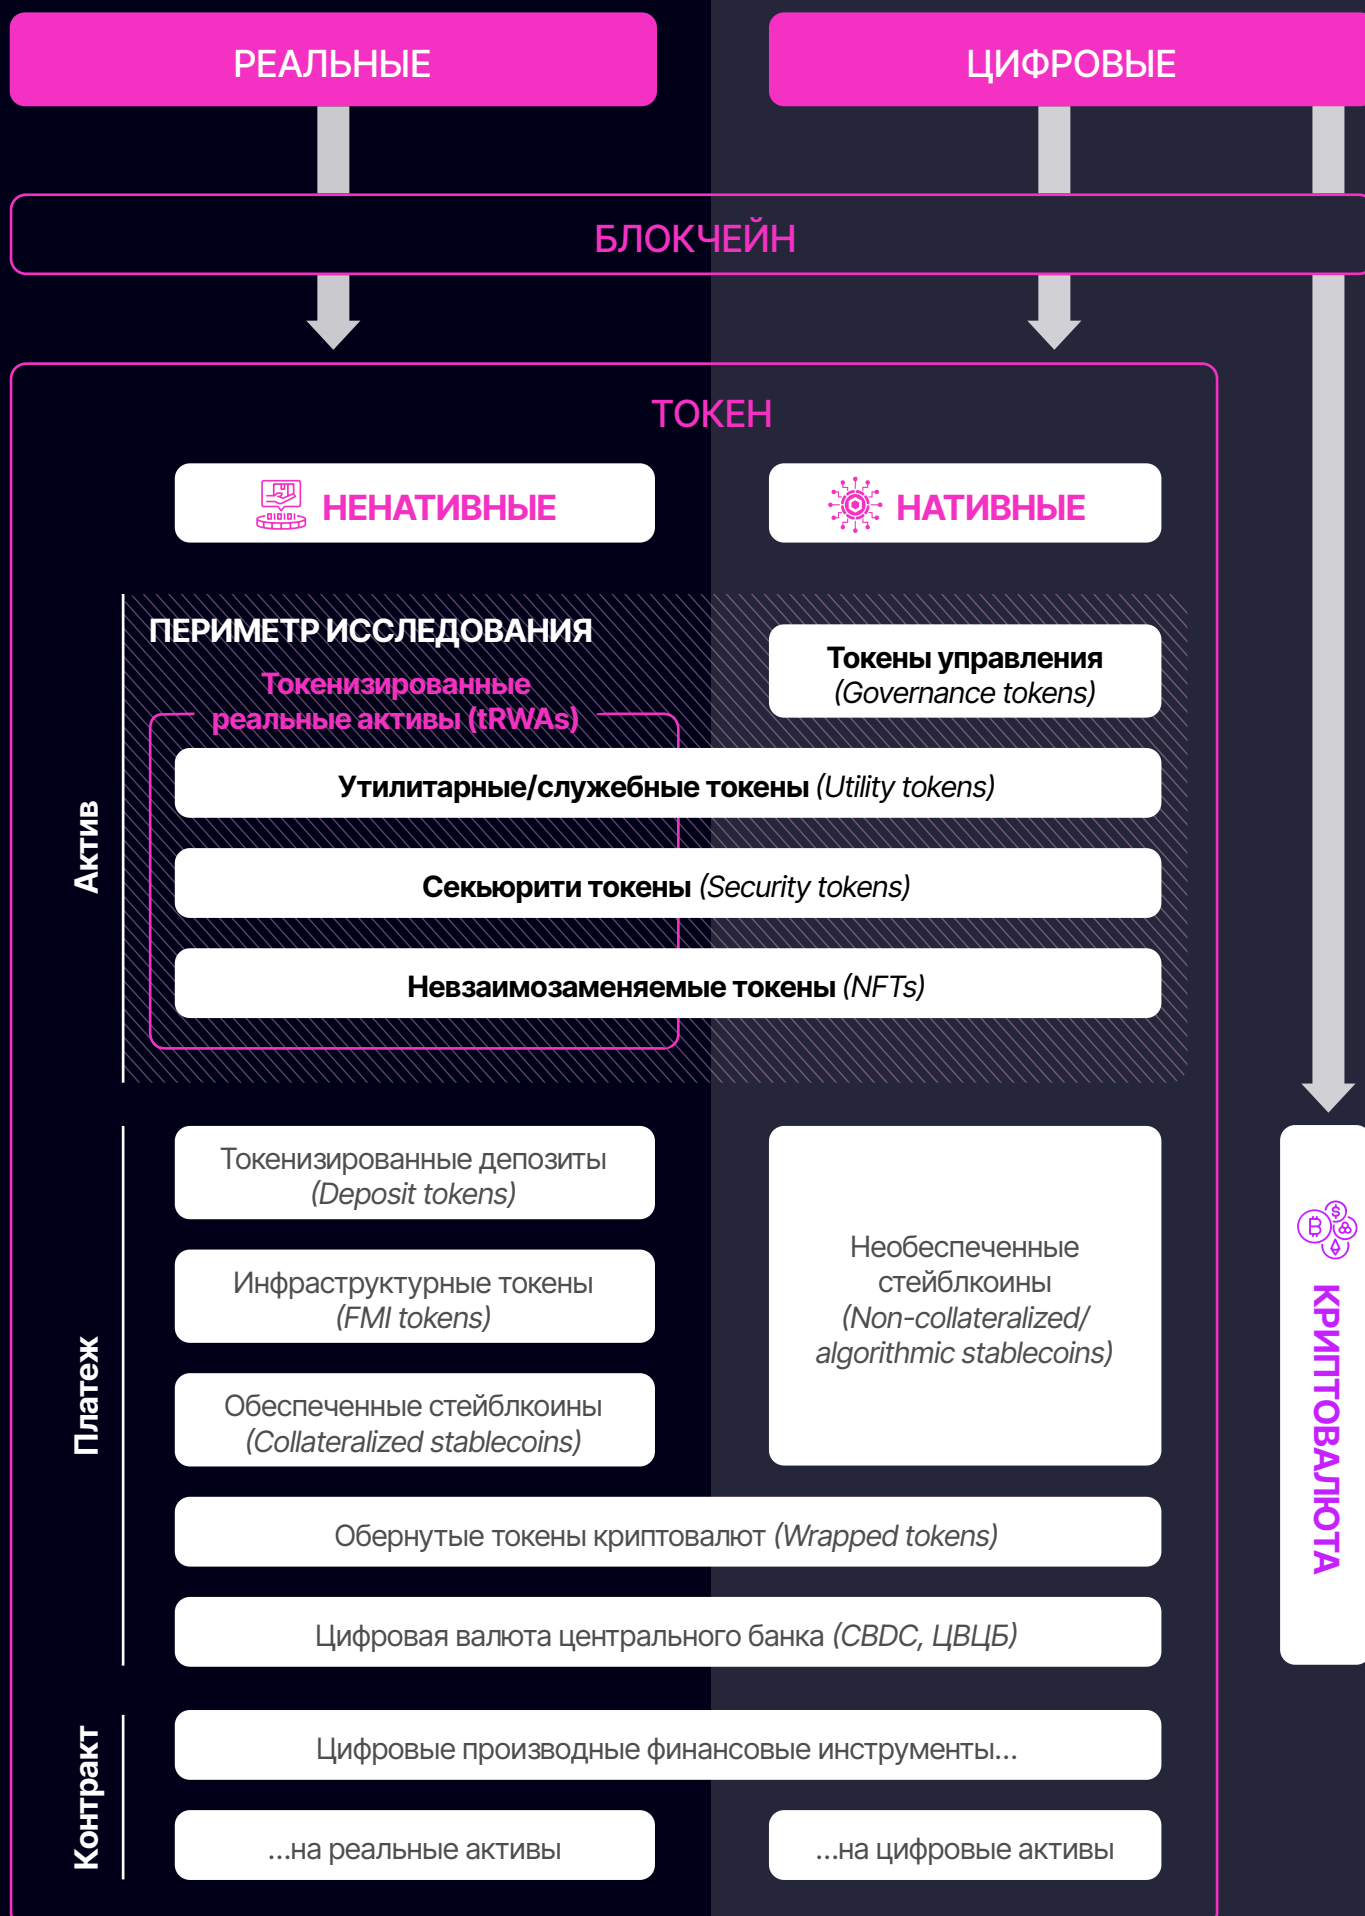 РЕАЛЬНЫЕ
ЦИФРОВЫЕ
БЛОКЧЕЙН
ТОКЕН
НЕНАТИВНЫЕ
НАТИВНЫЕ
Актив
ПЕРИМЕТР ИССЛЕДОВАНИЯ
Токенизированные
реальные активы (tRWAs)
Токены управления
(Governance tokens)
Утилитарные/служебные токены (Utility tokens)
Секьюрити токены (Security tokens)
Невзаимозаменяемые токены (NFTs)
Платеж
Токенизированные депозиты
(Deposit tokens)
Инфраструктурные токены
(FMI tokens)
Обеспеченные стейблкоины
(Collateralized stablecoins)
Необеспеченные
стейблкоины
(Non-collateralized/
algorithmic stablecoins)
Обернутые токены криптовалют (Wrapped tokens)
Цифровая валюта центрального банка (CBDC, ЦВЦБ)
КРИПТОВАЛЮТА
Контракт
Цифровые производные финансовые инструменты...
...на реальные активы
...на цифровые активы